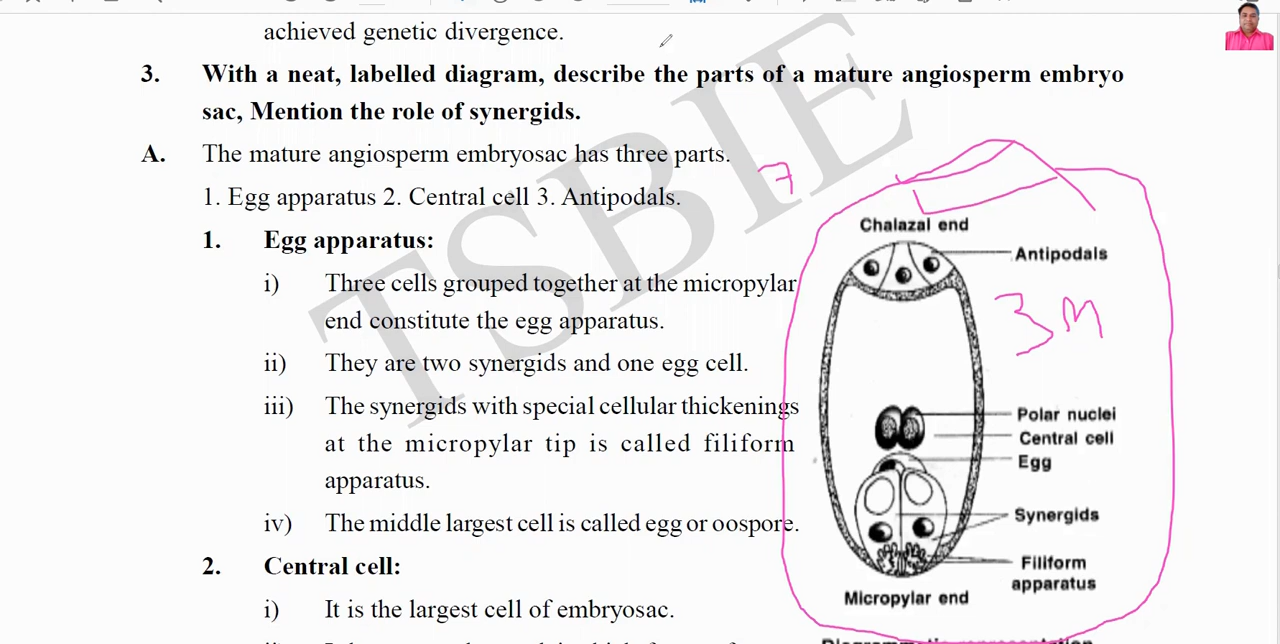 achieved genetic divergence.
3. With a neat, labelled diagram, describe the parts of a mature angiosperm embryo
sac, Mention the role of synergids.
A. The mature angiosperm embryosac has three parts.
1. Egg apparatus 2. Central cell 3. Antipodals.
1. Egg apparatus:
i) Three cells grouped together at the micropylar
end constitute the egg apparatus.
ii) They are two synergids and one egg cell.
iii) The synergids with special cellular thickenings
at the micropylar tip is called filiform
apparatus.
iv) The middle largest cell is called egg or oospore.
2. Central cell:
i) It is the largest cell of embryosac.
TSBIE
7
Chalazal end
Antipodals
3 M
Polar nuclei
Central cell
Egg
Synergids
Filiform
apparatus
Micropylar end